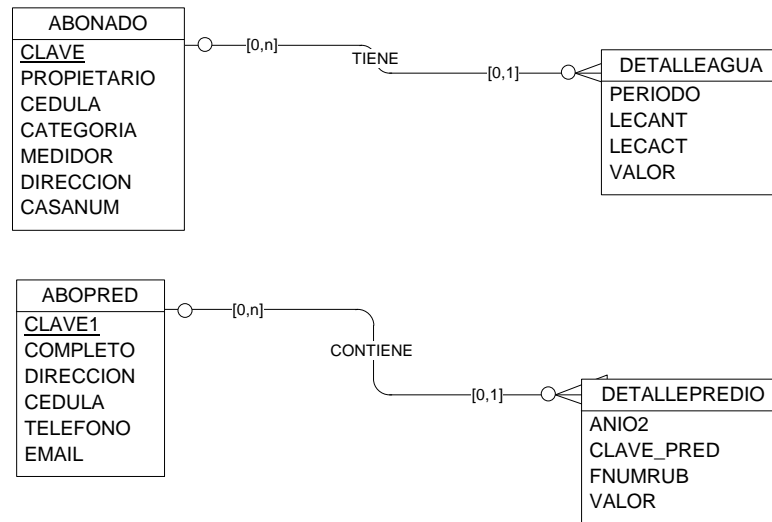 ABONADO
CLAVE
PROPIETARIO
CEDULA
CATEGORIA
MEDIDOR
DIRECCION
CASANUM
[0,n]
TIENE
[0,1]
DETALLEAGUA
PERIODO
LECANT
LECACT
VALOR
ABOPRED
CLAVE1
COMPLETO
DIRECCION
CEDULA
TELEFONO
EMAIL
[0,n]
CONTIENE
[0,1]
DETALLEPREDIO
ANIO2
CLAVE_PRED
FNUMRUB
VALOR